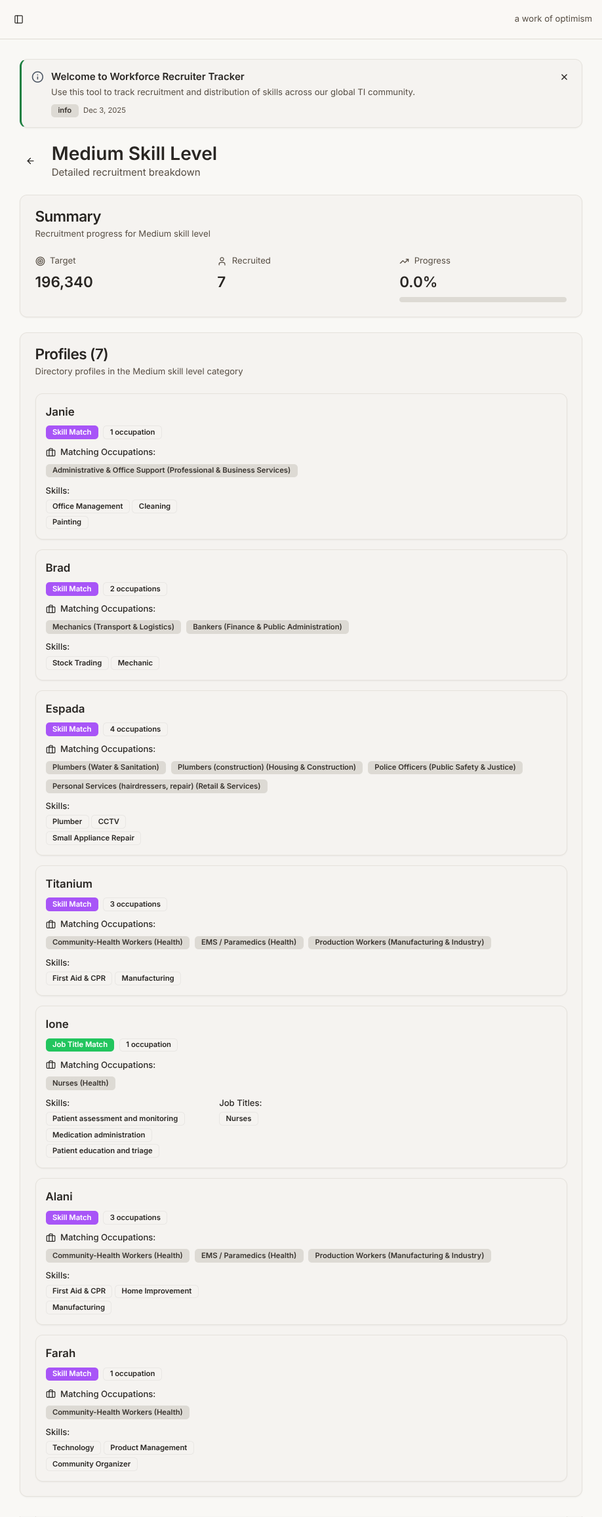 a work of optimism
Welcome to Workforce Recruiter Tracker
Use this tool to track recruitment and distribution of skills across our global TI community.
info Dec 3, 2025
Medium Skill Level
Detailed recruitment breakdown
Summary
Recruitment progress for Medium skill level
Target Recruited Progress
196,340 7 0.0%
Profiles (7)
Directory profiles in the Medium skill level category
Janie
Skill Match 1 occupation
Matching Occupations:
Administrative & Office Support (Professional & Business Services)
Skills:
Office Management Cleaning
Painting
Brad
Skill Match 2 occupations
Matching Occupations:
Mechanics (Transport & Logistics) Bankers (Finance & Public Administration)
Skills:
Stock Trading Mechanic
Espada
Skill Match 4 occupations
Matching Occupations:
Plumbers (Water & Sanitation) Plumbers (construction) (Housing & Construction) Police Officers (Public Safety & Justice)
Personal Services (hairdressers, repair) (Retail & Services)
Skills:
Plumber CCTV
Small Appliance Repair
Titanium
Skill Match 3 occupations
Matching Occupations:
Community-Health Workers (Health) EMS / Paramedics (Health) Production Workers (Manufacturing & Industry)
Skills:
First Aid & CPR Manufacturing
Ione
Job Title Match 1 occupation
Matching Occupations:
Nurses (Health)
Skills: Job Titles:
Patient assessment and monitoring Nurses
Medication administration
Patient education and triage
Alani
Skill Match 3 occupations
Matching Occupations:
Community-Health Workers (Health) EMS / Paramedics (Health) Production Workers (Manufacturing & Industry)
Skills:
First Aid & CPR Home Improvement
Manufacturing
Farah
Skill Match 1 occupation
Matching Occupations:
Community-Health Workers (Health)
Skills:
Technology Product Management
Community Organizer